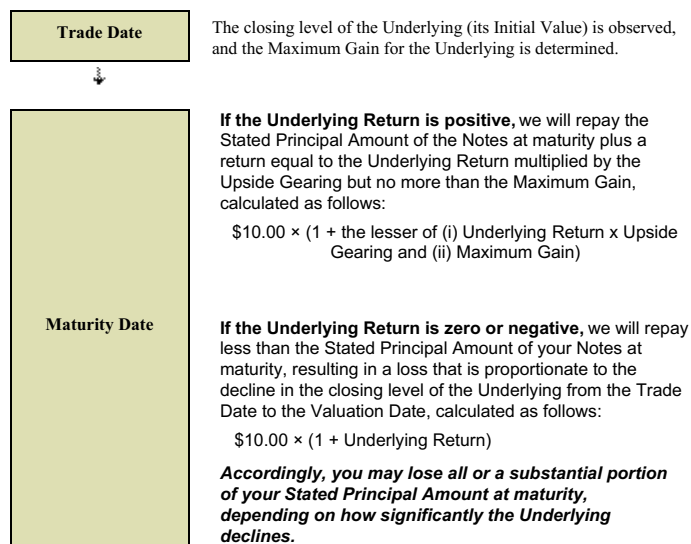 Trade Date
The closing level of the Underlying (its Initial Value) is observed,
and the Maximum Gain for the Underlying is determined.
Maturity Date
If the Underlying Return is positive, we will repay the
Stated Principal Amount of the Notes at maturity plus a
return equal to the Underlying Return multiplied by the
Upside Gearing but no more than the Maximum Gain,
calculated as follows:
$10.00 × (1 + the lesser of (i) Underlying Return x Upside
Gearing and (ii) Maximum Gain)
If the Underlying Return is zero or negative, we will repay
less than the Stated Principal Amount of your Notes at
maturity, resulting in a loss that is proportionate to the
decline in the closing level of the Underlying from the Trade
Date to the Valuation Date, calculated as follows:
$10.00 × (1 + Underlying Return)
Accordingly, you may lose all or a substantial portion
of your Stated Principal Amount at maturity,
depending on how significantly the Underlying
declines.